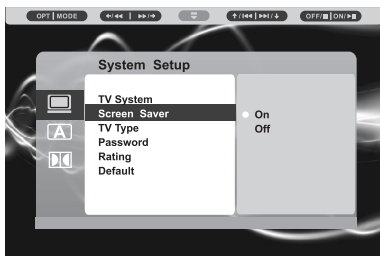 OPT MODE
OFF/■ ON/▶II
System Setup
TV System
Screen Saver
TV Type
Password
Rating
Default
On
Off
A